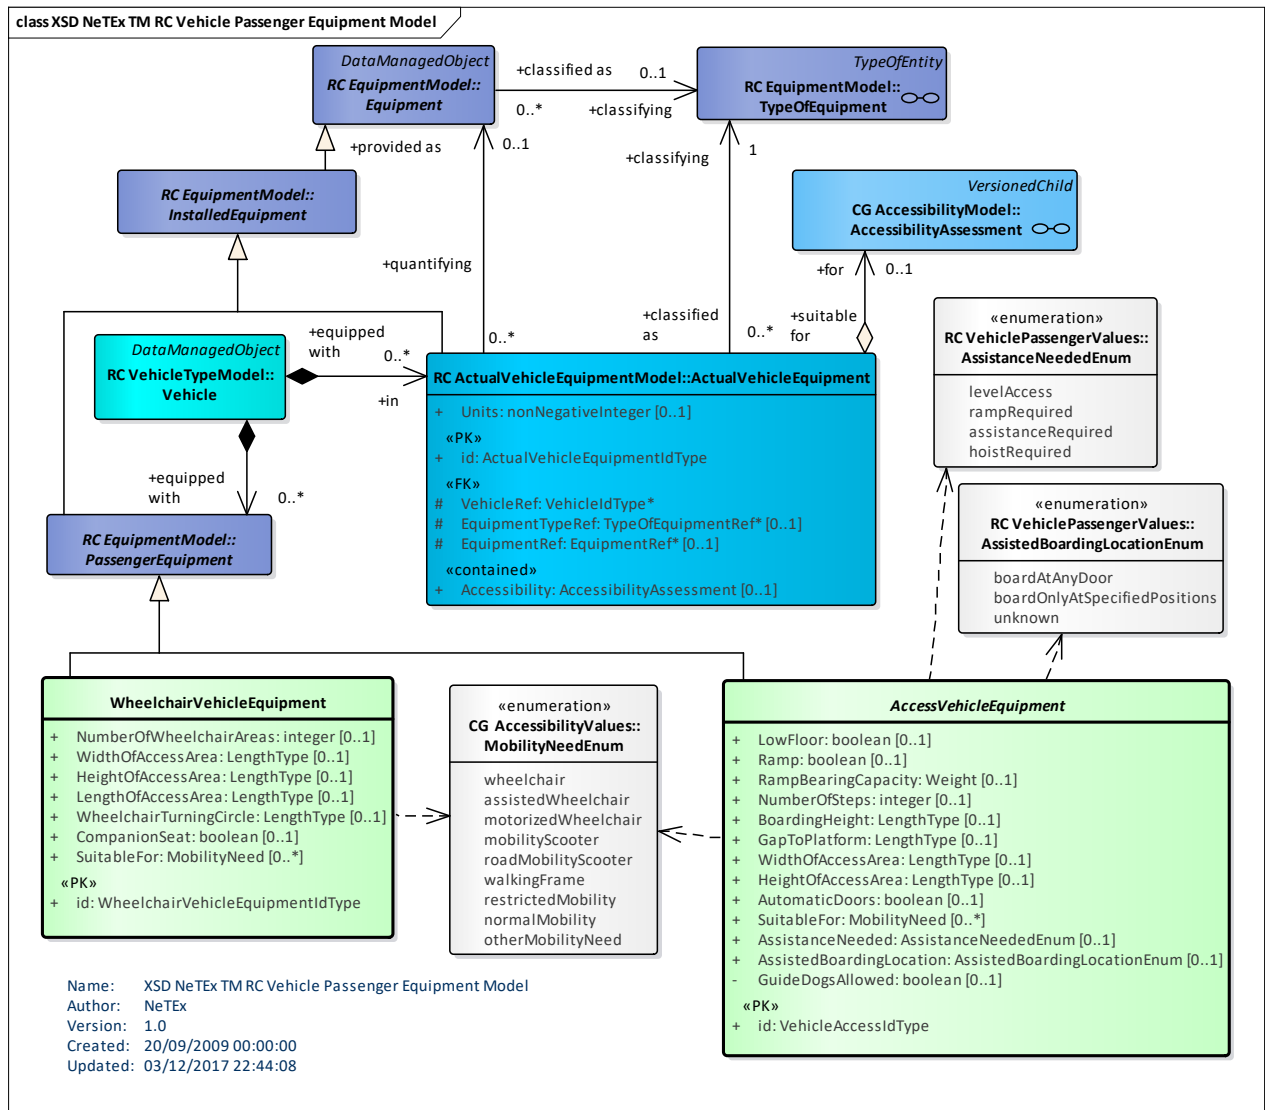 class XSD NeTEx TM RC Vehicle Passenger Equipment Model
DataManagedObject
RC EquipmentModel::
Equipment
+classified as
0..1
0..*
+classifying
TypeOfEntity
RC EquipmentModel::
TypeOfEquipment
+provided as
0..1
+classifying
1
RC EquipmentModel::
InstalledEquipment
VersionedChild
CG AccessibilityModel::
AccessibilityAssessment
+quantifying
+for
0..1
+equipped
with
0..*
+in
0..*
+classified
as
0..*
+suitable
for
DataManagedObject
RC VehicleTypeModel::
Vehicle
+equipped
with
0..*
RC EquipmentModel::
PassengerEquipment
RC ActualVehicleEquipmentModel::ActualVehicleEquipment
+ Units: nonNegativeInteger [0..1]
«PK»
+ id: ActualVehicleEquipmentIdType
«FK»
# VehicleRef: VehicleIdType*
# EquipmentTypeRef: TypeOfEquipmentRef* [0..1]
# EquipmentRef: EquipmentRef* [0..1]
«contained»
+ Accessibility: AccessibilityAssessment [0..1]
«enumeration»
RC VehiclePassengerValues::
AssistanceNeededEnum
levelAccess
rampRequired
assistanceRequired
hoistRequired
«enumeration»
RC VehiclePassengerValues::
AssistedBoardingLocationEnum
boardAtAnyDoor
boardOnlyAtSpecifiedPositions
unknown
WheelchairVehicleEquipment
+ NumberOfWheelchairAreas: integer [0..1]
+ WidthOfAccessArea: LengthType [0..1]
+ HeightOfAccessArea: LengthType [0..1]
+ LengthOfAccessArea: LengthType [0..1]
+ WheelchairTurningCircle: LengthType [0..1]
+ CompanionSeat: boolean [0..1]
+ SuitableFor: MobilityNeed [0..*]
«PK»
+ id: WheelchairVehicleEquipmentIdType
«enumeration»
CG AccessibilityValues::
MobilityNeedEnum
wheelchair
assistedWheelchair
motorizedWheelchair
mobilityScooter
roadMobilityScooter
walkingFrame
restrictedMobility
normalMobility
otherMobilityNeed
AccessVehicleEquipment
+ LowFloor: boolean [0..1]
+ Ramp: boolean [0..1]
+ RampBearingCapacity: Weight [0..1]
+ NumberOfSteps: integer [0..1]
+ BoardingHeight: LengthType [0..1]
+ GapToPlatform: LengthType [0..1]
+ WidthOfAccessArea: LengthType [0..1]
+ HeightOfAccessArea: LengthType [0..1]
+ AutomaticDoors: boolean [0..1]
+ SuitableFor: MobilityNeed [0..*]
+ AssistanceNeeded: AssistanceNeededEnum [0..1]
+ AssistedBoardingLocation: AssistedBoardingLocationEnum [0..1]
- GuideDogsAllowed: boolean [0..1]
«PK»
+ id: VehicleAccessIdType
Name: XSD NeTEx TM RC Vehicle Passenger Equipment Model
Author: NeTEx
Version: 1.0
Created: 20/09/2009 00:00:00
Updated: 03/12/2017 22:44:08